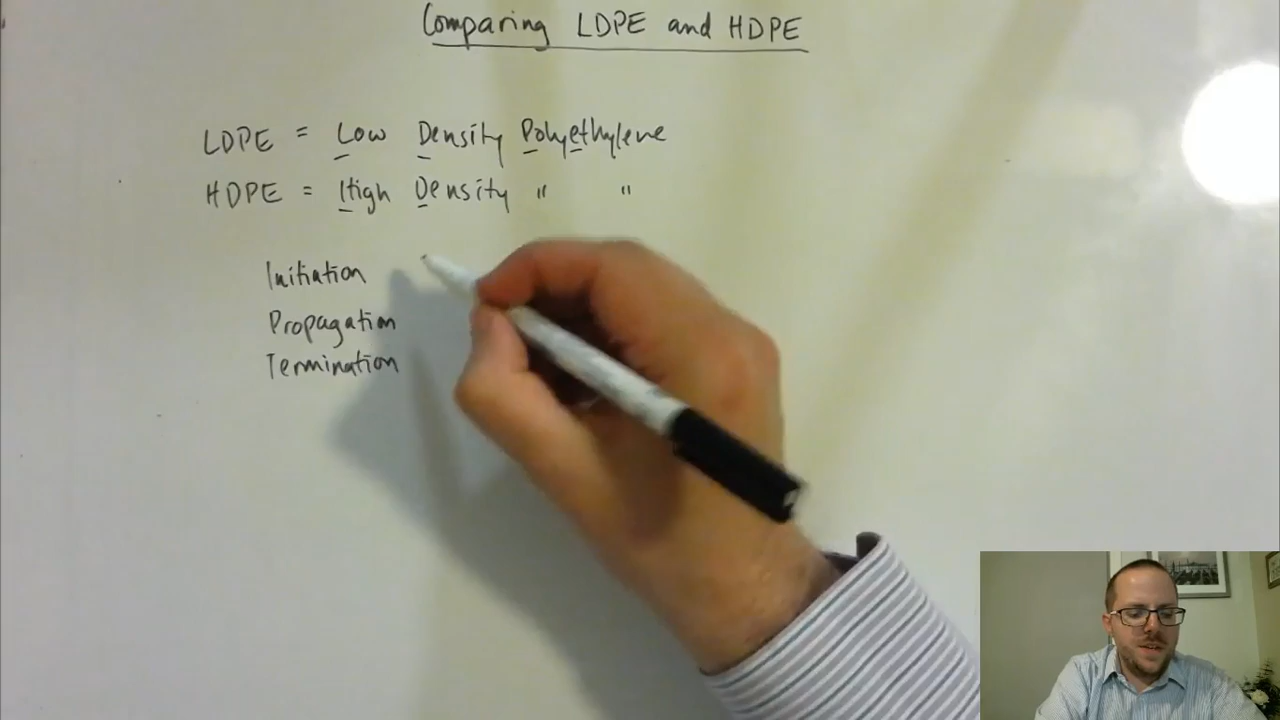 Comparing LDPE and HDPE
LDPE = Low Density Polyethylene
HDPE = High Density " "
Initiation
Propagation
Termination